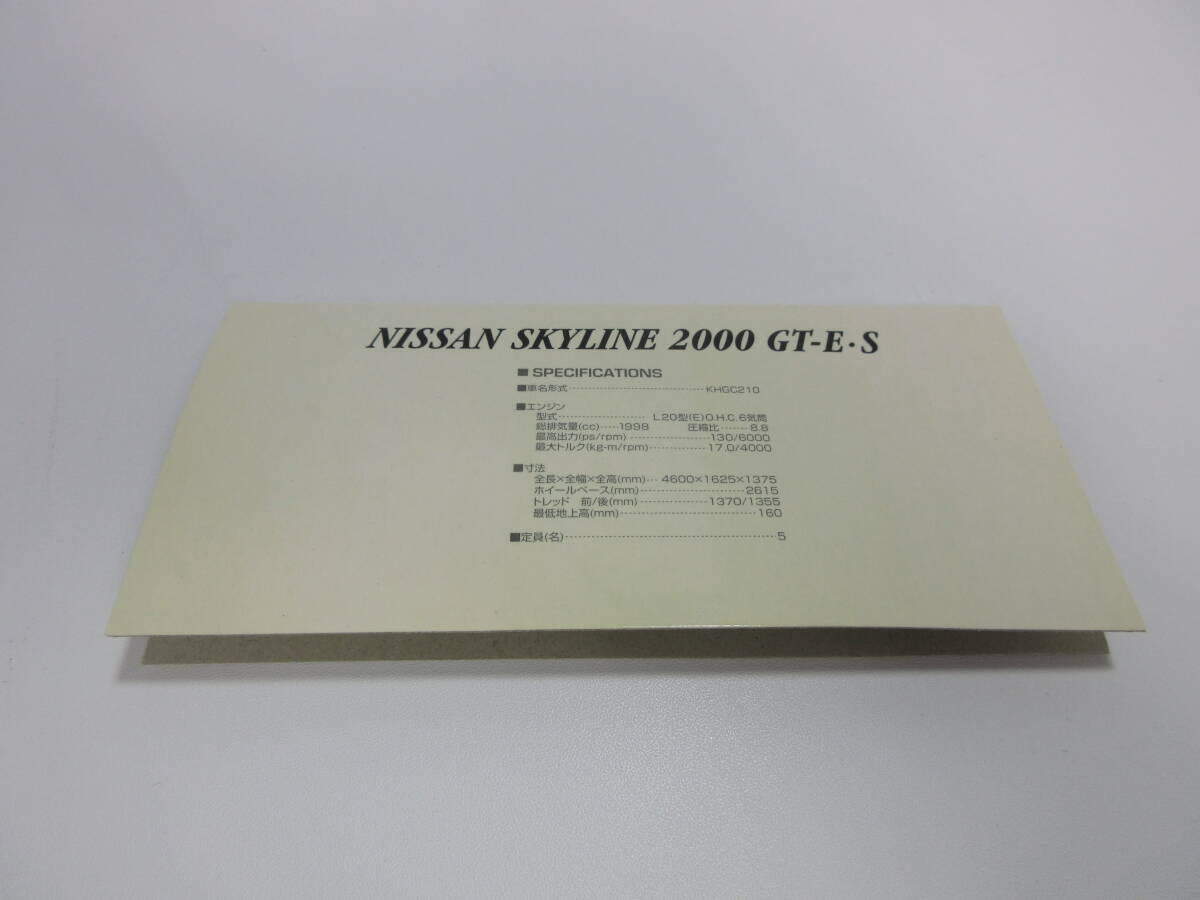 NISSAN SKYLINE 2000 GT-E・S
■ SPECIFICATIONS
■車名形式………………………………KHGC210
■エンジン
型式…………………… L20型(E)O.H.C.6気筒
総排気量(cc)……1998 圧縮比………8.8
最高出力(ps/rpm)…………………130/6000
最大トルク(kg-m/rpm)……………17.0/4000
■寸法
全長×全幅×全高(mm)… 4600×1625×1375
ホイールベース(mm)…………………………2615
トレッド 前/後(mm)………………1370/1355
最低地上高(mm)…………………………………160
■定員(名)……………………………………………………5